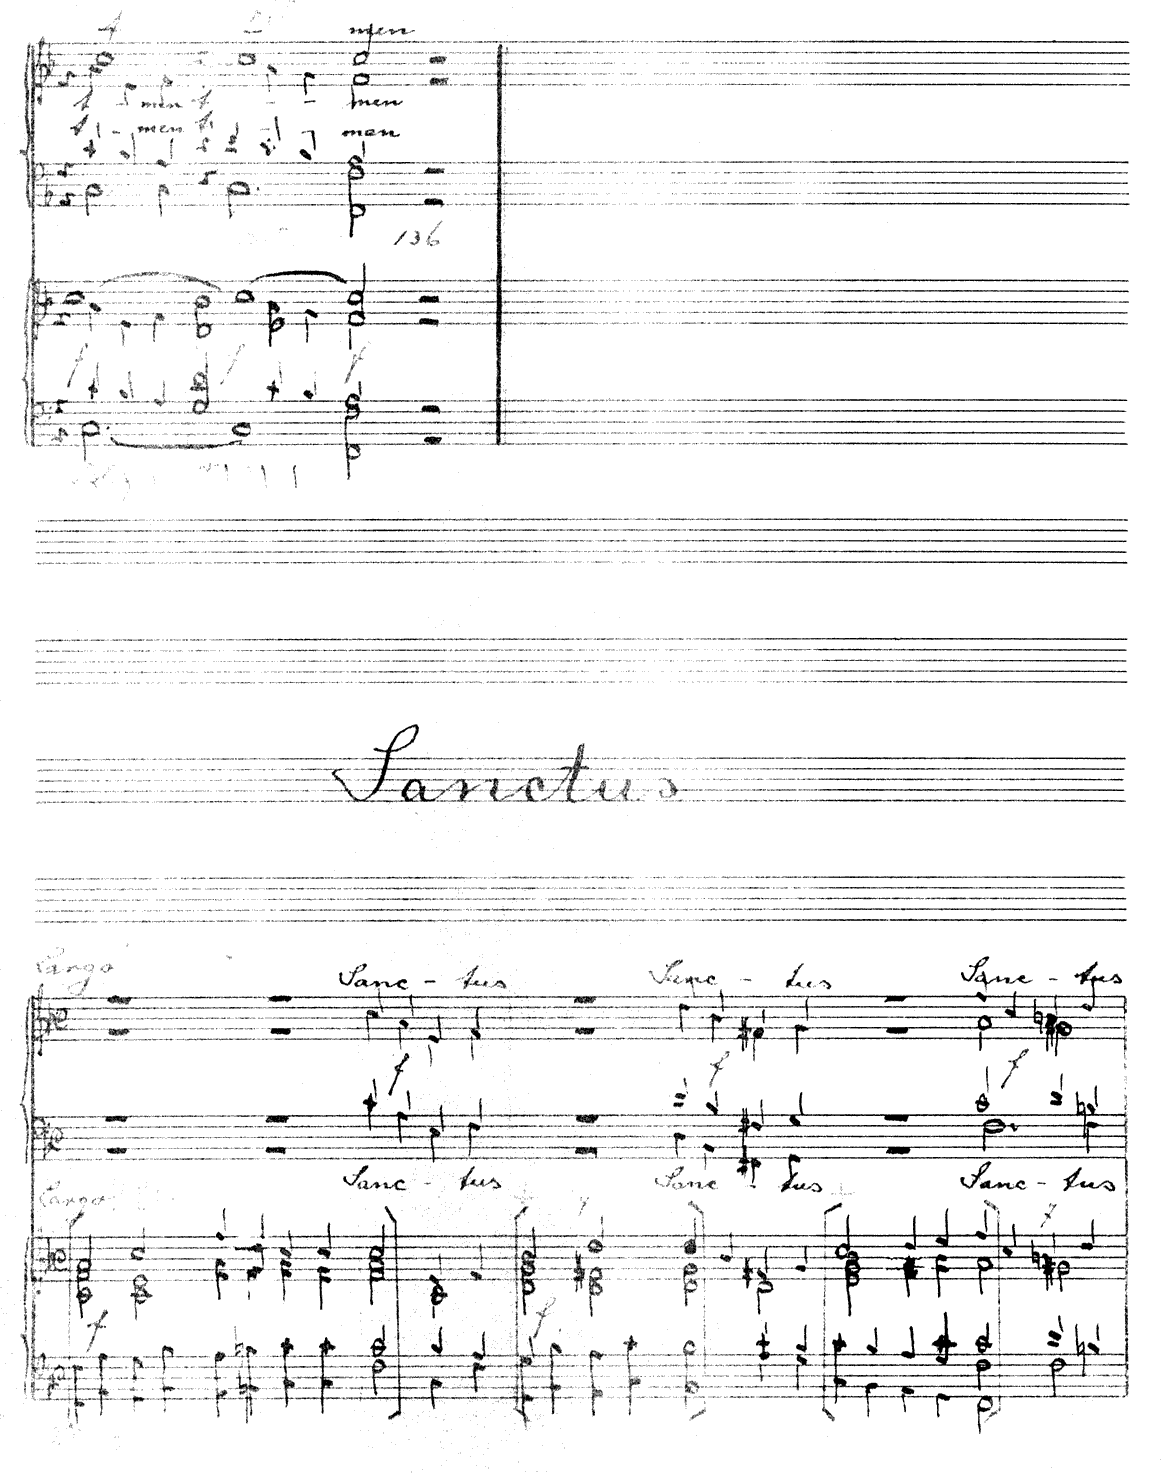 A men
A - men A - - men
A - men A - - men
136
f f f
Sanctus
Largo
Sanc - tus Sanc - tus Sanc - tus
f f f
Sanc - tus Sanc - tus Sanc - tus
Largo
f
f f